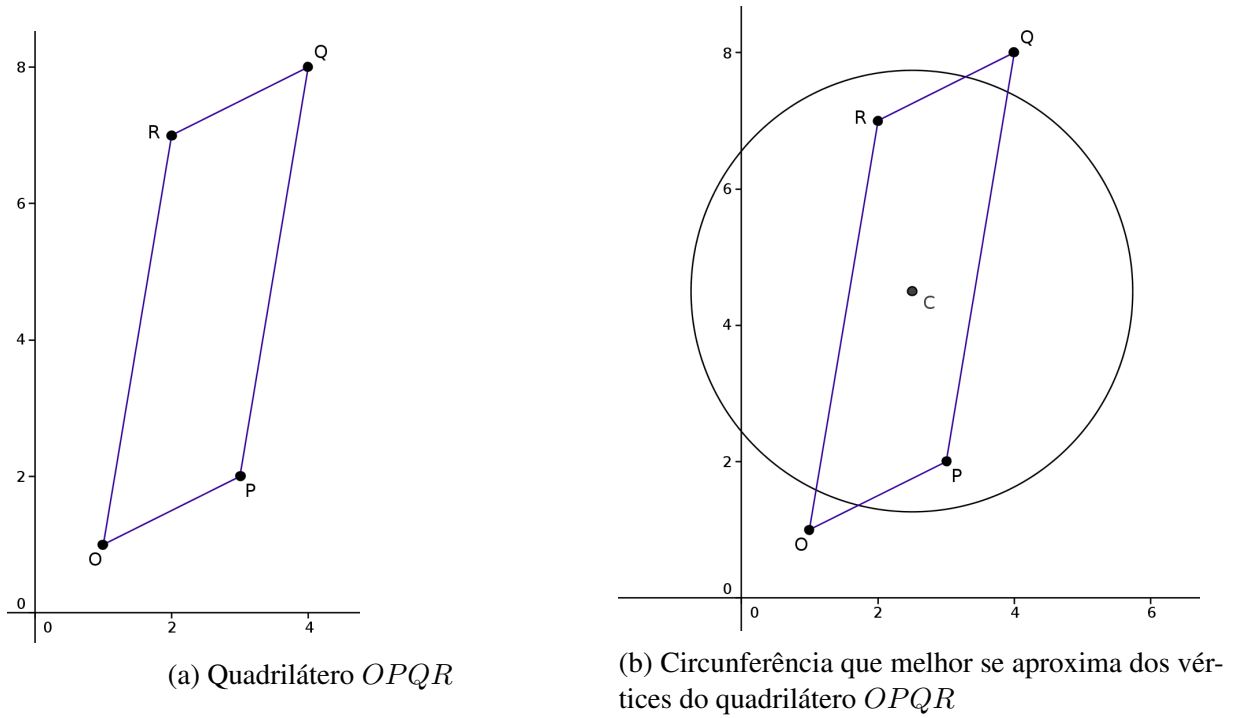 Q
8
R
6
4
2
P
O
0
0
2
4
(a) Quadrilátero OPQR
Q
8
R
6
C
4
2
P
O
0
0
2
4
6
(b) Circunferência que melhor se aproxima dos vér-
tices do quadrilátero OPQR